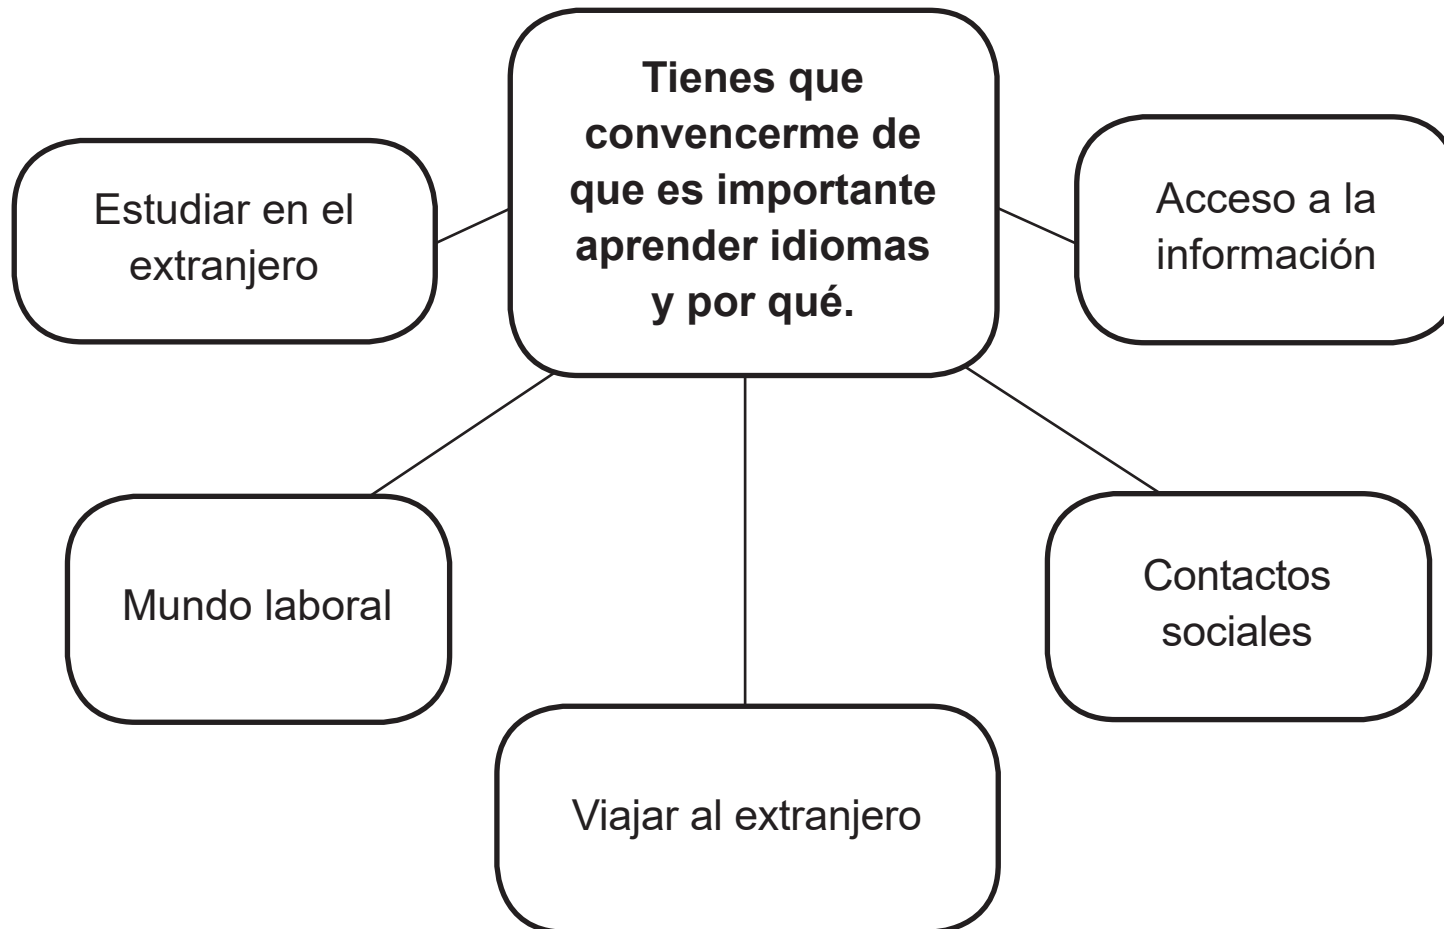 Tienes que
convencerme de
que es importante
aprender idiomas
y por qué.
Estudiar en el
extranjero
Acceso a la
información
Mundo laboral
Contactos
sociales
Viajar al extranjero